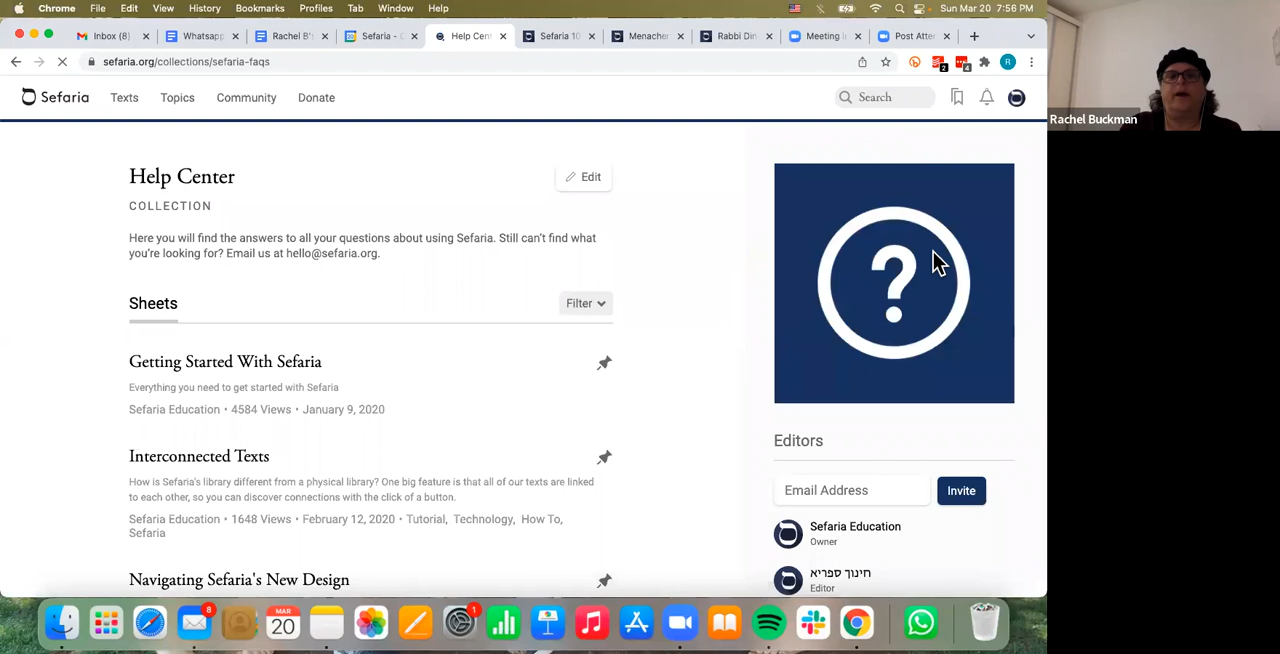 Chrome File Edit View History Bookmarks Profiles Tab Window Help Sun Mar 20 7:56 PM
Inbox (8) Whatsapp Rachel B's Sefaria - C Help Cent Sefaria 10 Menachem Rabbi Din Meeting I Post Atter
sefaria.org/collections/sefaria-faqs
2 4 R
Sefaria Texts Topics Community Donate Search
Help Center
Edit
COLLECTION
Here you will find the answers to all your questions about using Sefaria. Still can't find what
you're looking for? Email us at hello@sefaria.org.
Sheets
Filter
Getting Started With Sefaria
Everything you need to get started with Sefaria
Sefaria Education • 4584 Views • January 9, 2020
Interconnected Texts
How is Sefaria's library different from a physical library? One big feature is that all of our texts are linked
to each other, so you can discover connections with the click of a button.
Sefaria Education • 1648 Views • February 12, 2020 • Tutorial, Technology, How To,
Sefaria
Navigating Sefaria's New Design
?
Editors
Email Address Invite
Sefaria Education
Owner
חינוך ספריא
Editor
8 MAR 20 1
Rachel Buckman